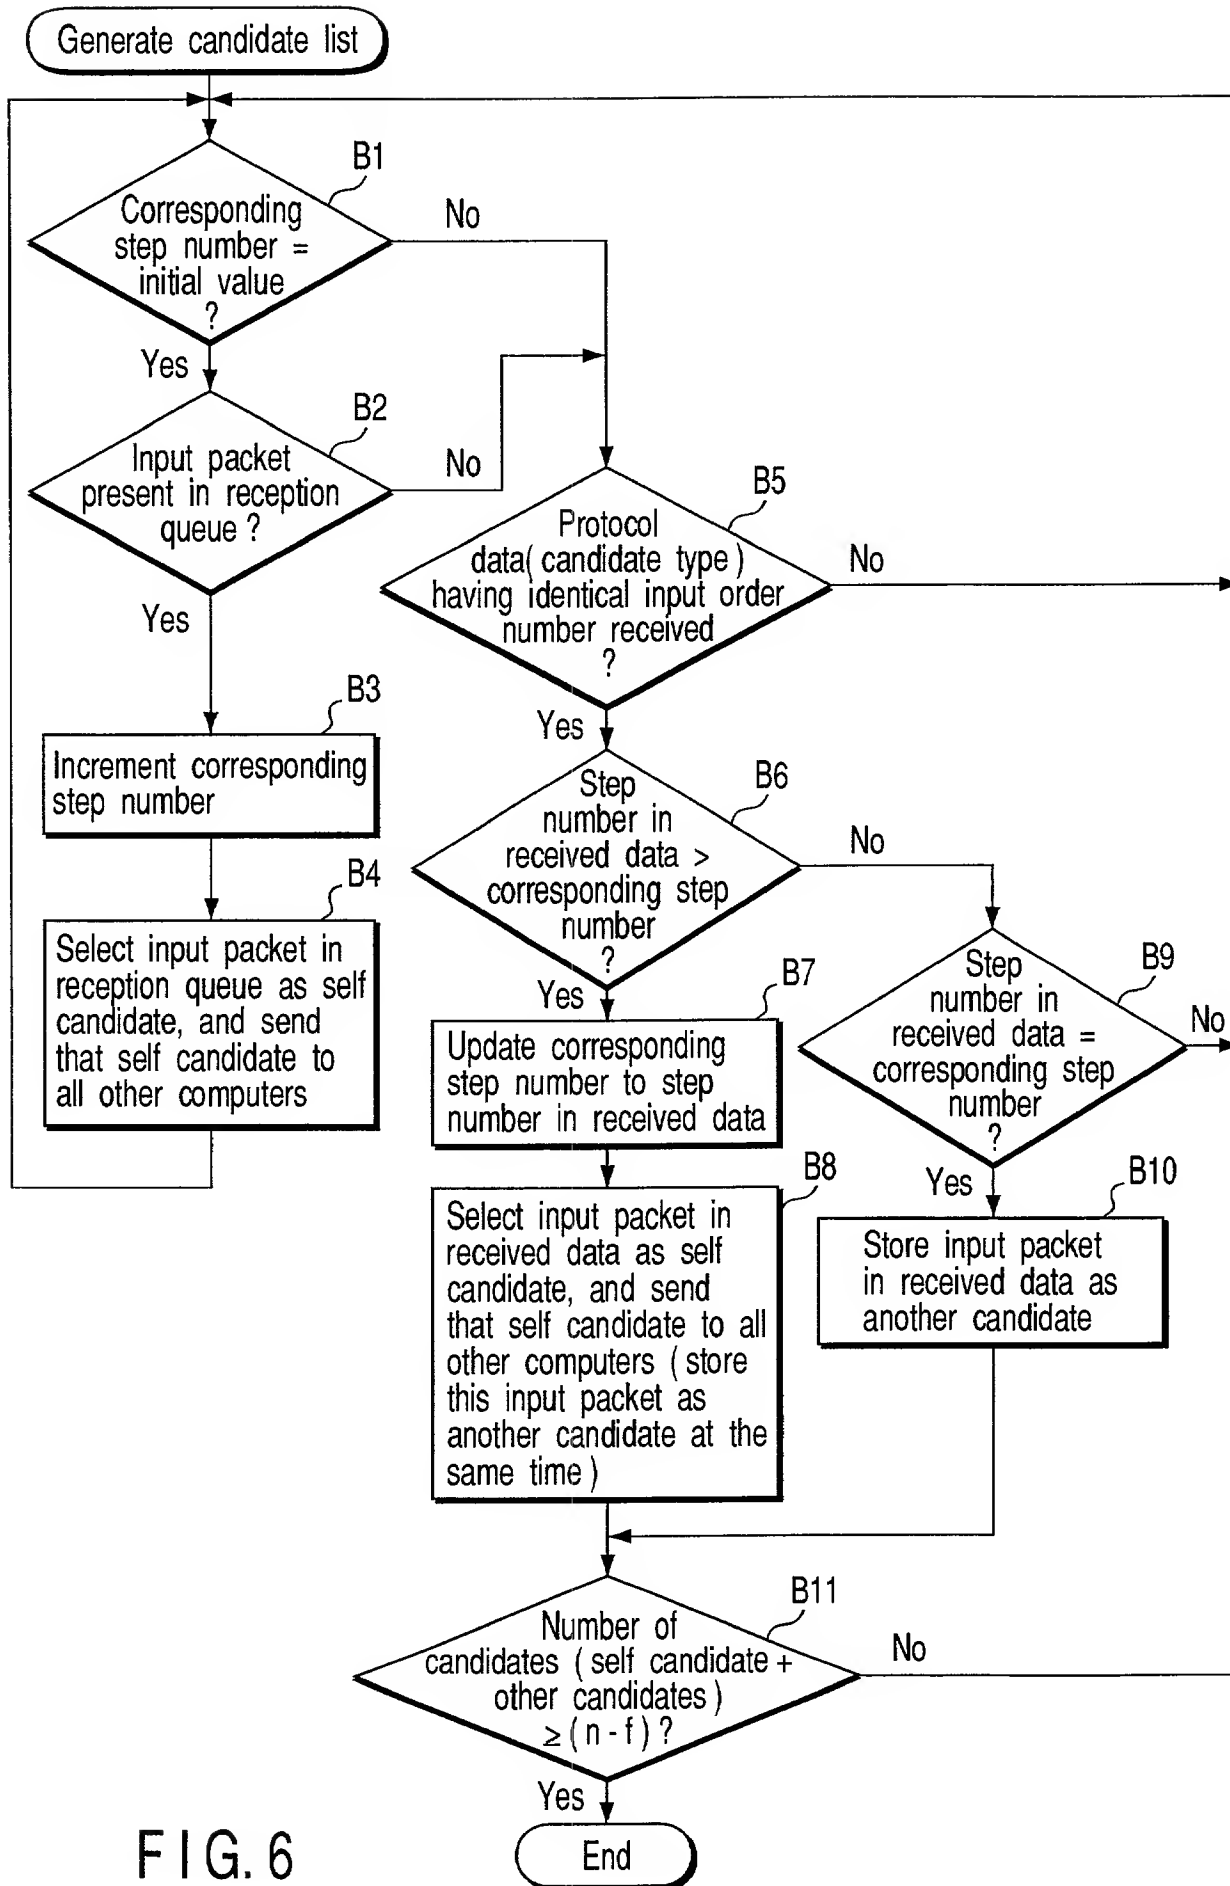 Generate candidate list
B1
Corresponding
step number =
initial value
?
No
Yes
B2
Input packet
present in reception
queue ?
No
Yes
B3
Increment corresponding
step number
B4
Select input packet in
reception queue as self
candidate, and send
that self candidate to
all other computers
B5
Protocol
data(candidate type)
having identical input order
number received
?
No
Yes
B6
Step
number in
received data >
corresponding step
number
?
No
Yes
B7
Update corresponding
step number to step
number in received data
B8
Select input packet in
received data as self
candidate, and send
that self candidate to all
other computers (store
this input packet as
another candidate at the
same time)
B9
Step
number in
received data =
corresponding step
number
?
No
Yes
B10
Store input packet
in received data as
another candidate
B11
Number of
candidates (self candidate +
other candidates)
≥ (n - f) ?
No
Yes
End
FIG. 6